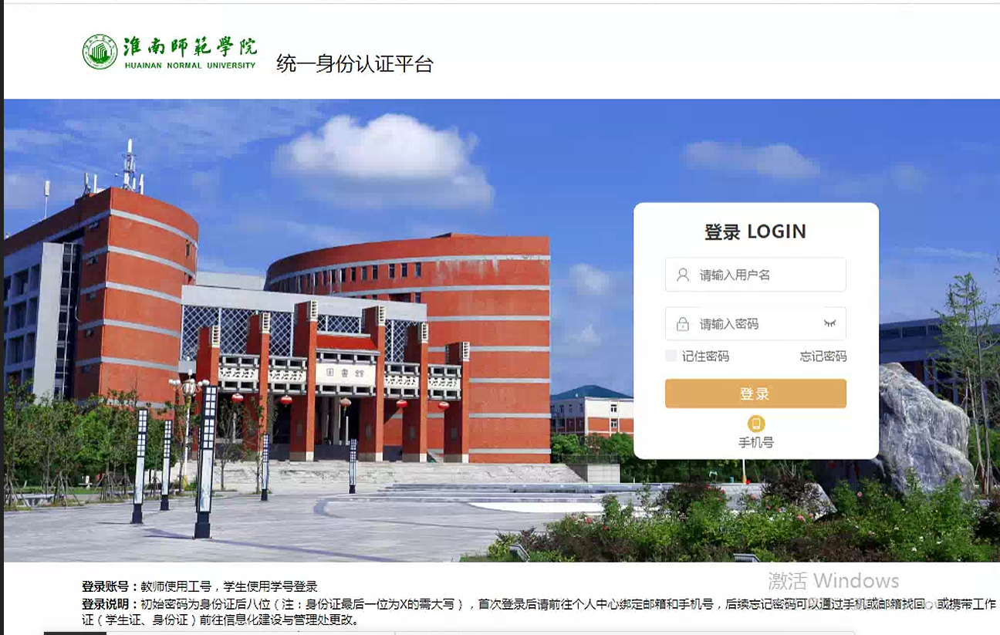 淮南师範學院
HUAINAN NORMAL UNIVERSITY
统一身份认证平台
登录 LOGIN
请输入用户名
请输入密码
记住密码
忘记密码
登录
手机号
圖書館
激活 Windows
登录账号：教师使用工号，学生使用学号登录
登录说明：初始密码为身份证后八位（注：身份证最后一位为X的需大写），首次登录后请前往个人中心绑定邮箱和手机号，后续忘记密码可以通过手机或邮箱找回。或携带工作
证（学生证、身份证）前往信息化建设与管理处更改。